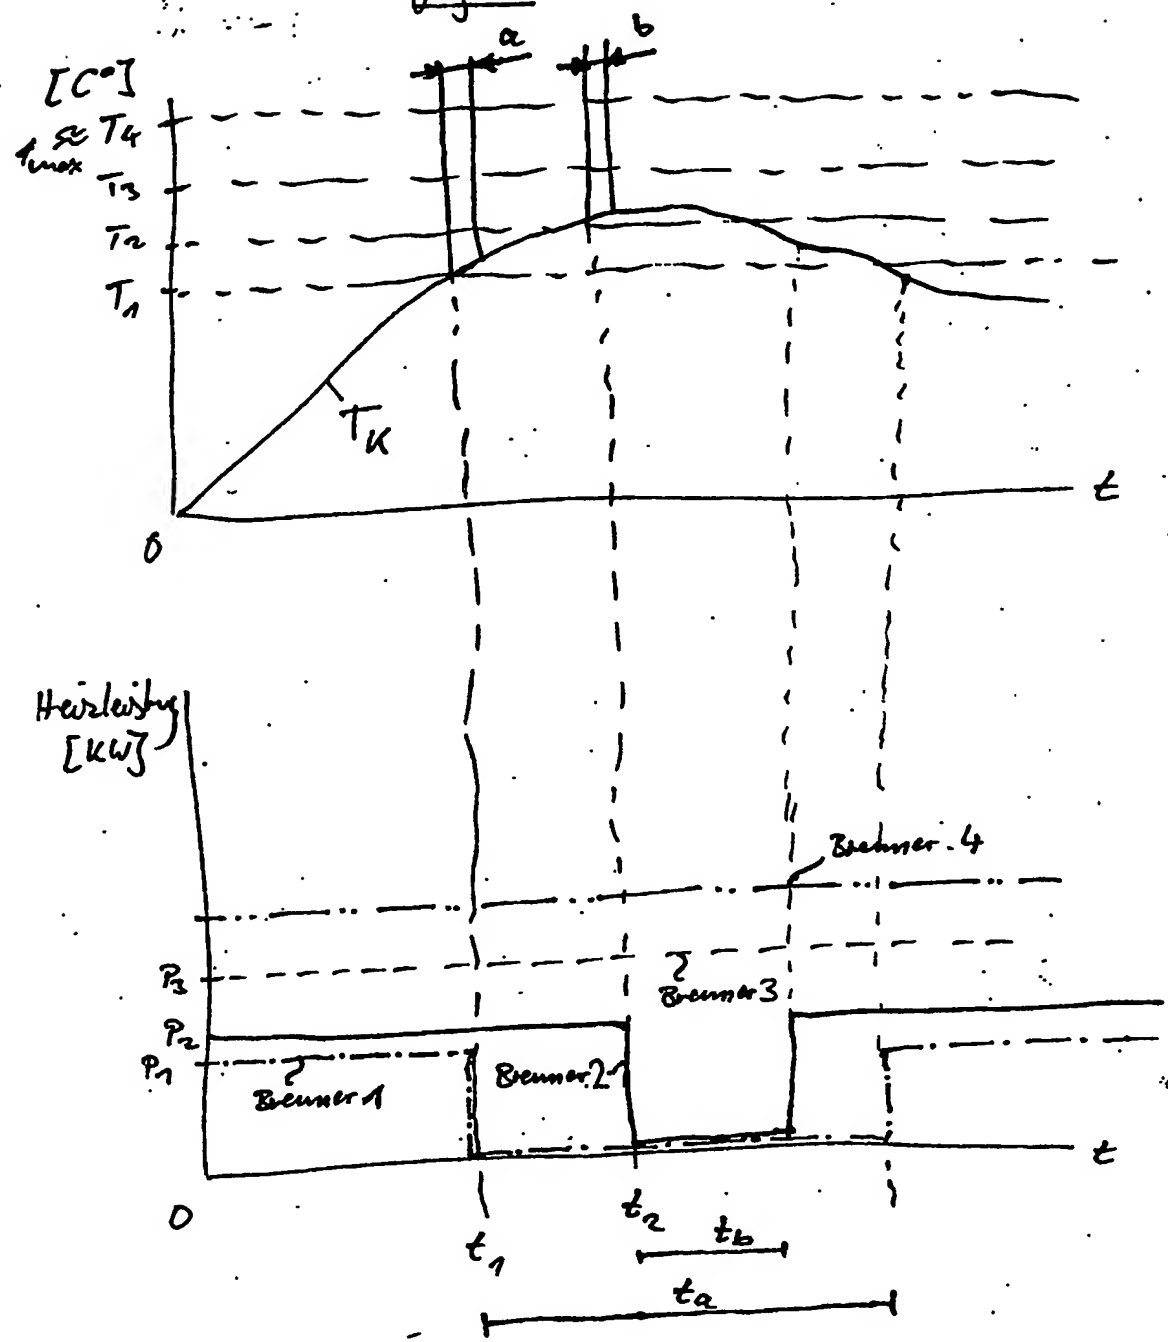 a
b
[C°]
≈ T4
tmax
T3
T2
T1
TK
t
0
Heizleistung
[KW]
Brenner 4
P3
Brenner 3
P2
P1
Brenner 1
Brenner 2
t
0
t1
t2
tb
ta